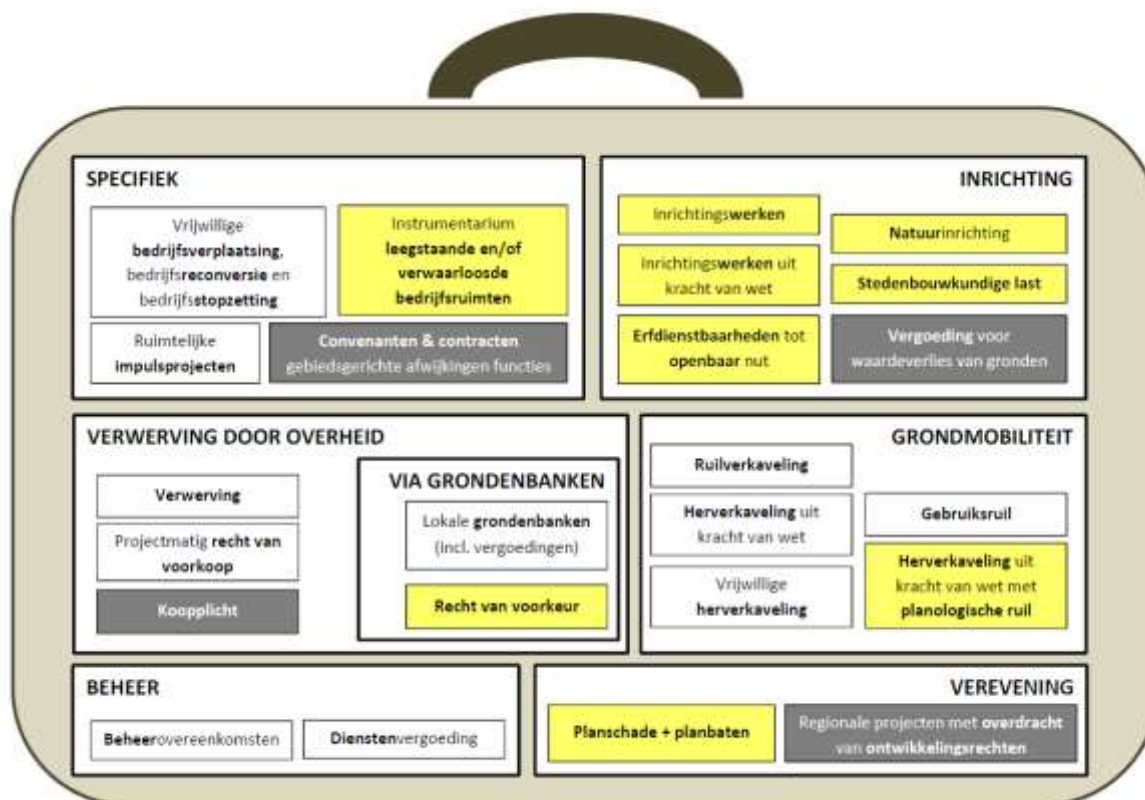 SPECIFIEK
Vrijwillige
bedrijfsverplaatsing,
bedrijfsreconversie en
bedrijfsstopzetting
Instrumentarium
leegstaande en/of
verwaarloosde
bedrijfsruimten
Ruimtelijke
impulsprojecten
Convenanten & contracten
gebiedsgerichte afwijkingen functies
INRICHTING
Inrichtingswerken
Inrichtingswerken uit
kracht van wet
Erfdienstbaarheden tot
openbaar nut
Natuurinrichting
Stedenbouwkundige last
Vergoeding voor
waardeverlies van gronden
VERWERVING DOOR OVERHEID
Verwerving
Projectmatig recht van
voorkoop
Koopplicht
VIA GRONDENBANKEN
Lokale grondenbanken
(incl. vergoedingen)
Recht van voorkeur
GRONDMOBILITEIT
Ruilverkaveling
Herverkaveling uit
kracht van wet
Vrijwillige
herverkaveling
Gebruiksruil
Herverkaveling uit
kracht van wet met
planologische ruil
BEHEER
Beheerovereenkomsten
Dienstenvergoeding
VEREVENING
Planschade + planbaten
Regionale projecten met overdracht
van ontwikkelingsrechten